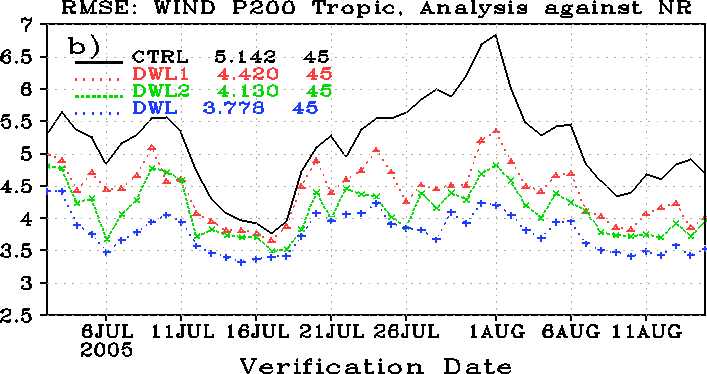 RMSE: WIND P200 Tropic, Analysis against NR
b)
CTRL 5.142 45
DWL1 4.420 45
DWL2 4.130 45
DWL 3.778 45
7
6.5
6
5.5
5
4.5
4
3.5
3
2.5
6JUL 11JUL 16JUL 21JUL 26JUL 1AUG 6AUG 11AUG
2005
Verification Date